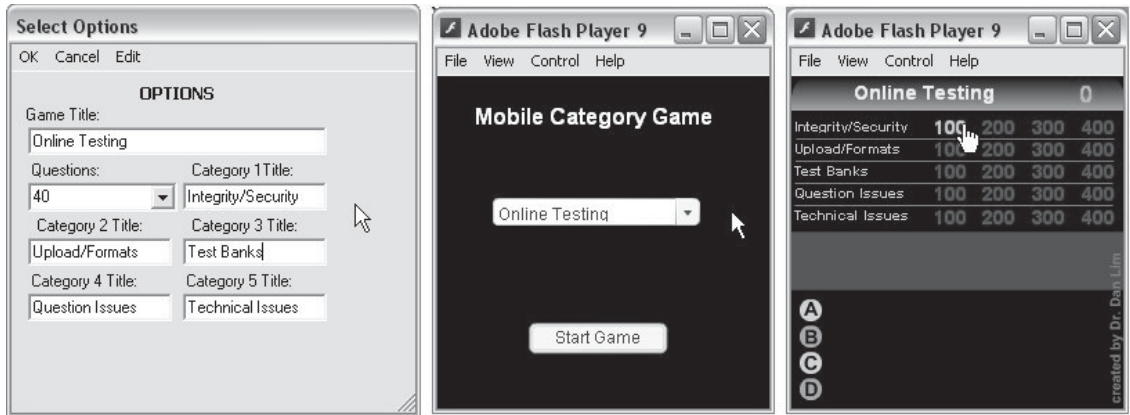 Select Options
OK Cancel Edit
OPTIONS
Game Title:
Online Testing
Questions: Category 1Title:
40 Integrity/Security
Category 2 Title: Category 3 Title:
Upload/Formats Test Banks
Category 4 Title: Category 5 Title:
Question Issues Technical Issues
Adobe Flash Player 9
File View Control Help
Mobile Category Game
Online Testing
Start Game
Adobe Flash Player 9
File View Control Help
Online Testing 0
Integrity/Security 100 200 300 400
Upload/Formats 100 200 300 400
Test Banks 100 200 300 400
Question Issues 100 200 300 400
Technical Issues 100 200 300 400
A
B
C
D
created by Dr. Dan Lim